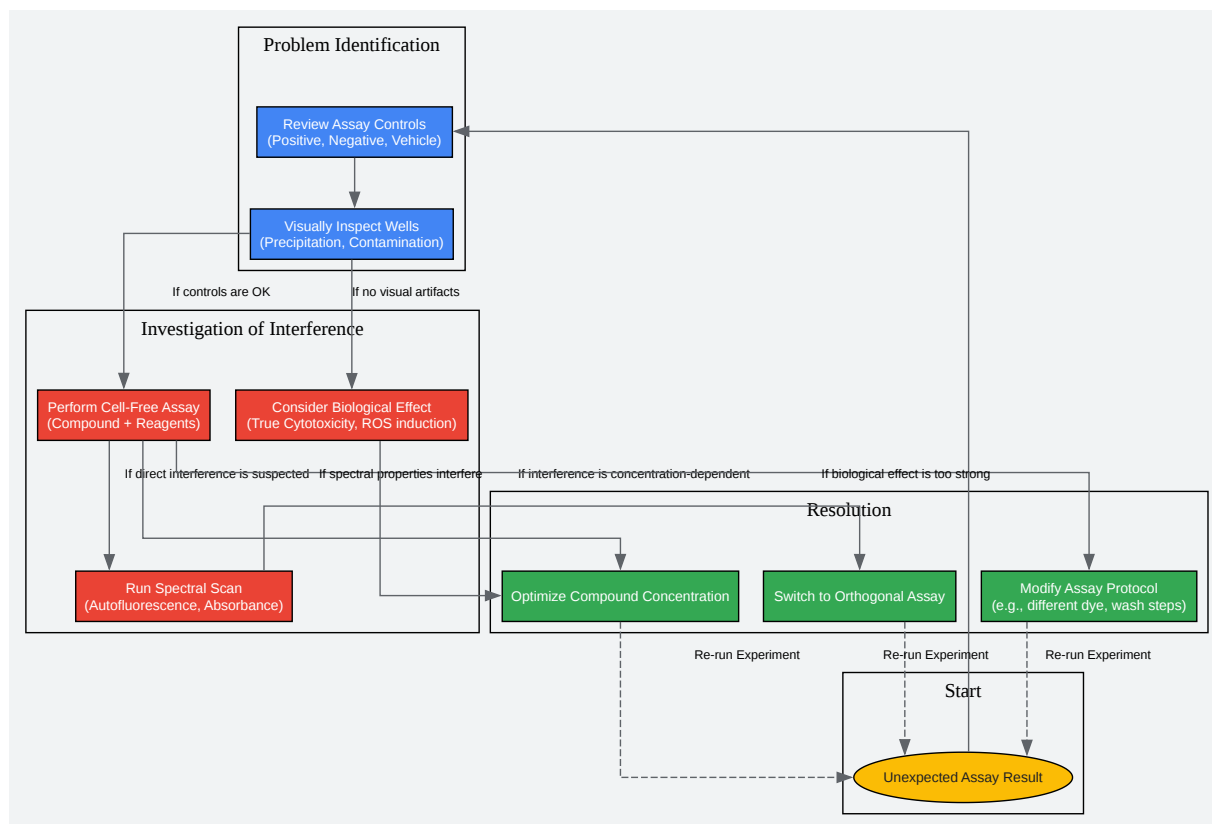 Problem Identification
Review Assay Controls
(Positive, Negative, Vehicle)
Visually Inspect Wells
(Precipitation, Contamination)
If controls are OK
If no visual artifacts
Investigation of Interference
Perform Cell-Free Assay
(Compound + Reagents)
Consider Biological Effect
(True Cytotoxicity, ROS induction)
If direct interference is suspected
If spectral properties interfere
If interference is concentration-dependent
If biological effect is too strong
Resolution
Run Spectral Scan
(Autofluorescence, Absorbance)
Optimize Compound Concentration
Switch to Orthogonal Assay
Modify Assay Protocol
(e.g., different dye, wash steps)
Re-run Experiment
Re-run Experiment
Re-run Experiment
Start
Unexpected Assay Result